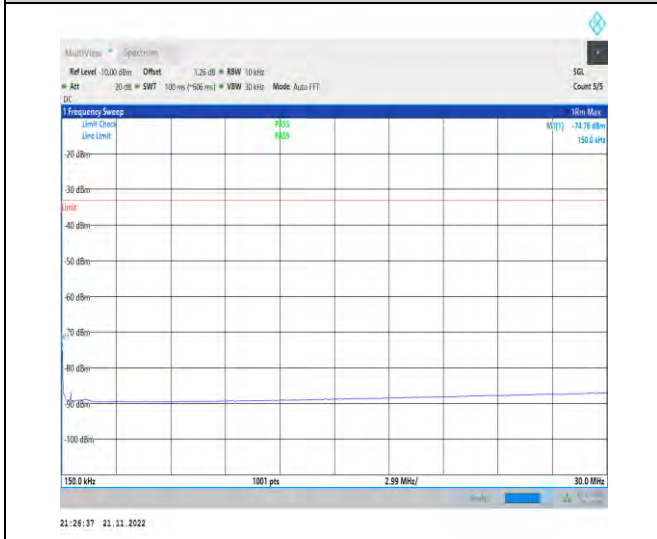 MultiView Spectrum
Ref Level -10.00 dBm Offset 1.26 dB RBW 10 kHz SGL
Att 20 dB SWT 100 ms (~606 ms) VBW 30 kHz Mode Auto FFT Count 5/5
DC
1 Frequency Sweep 1Rm Max
Limit Check PASS M1[1] -74.76 dBm
Line Limit PASS 150.0 kHz
-20 dBm
-30 dBm
Limit
-40 dBm
-50 dBm
-60 dBm
-70 dBm
-80 dBm
-90 dBm
-100 dBm
150.0 kHz 1001 pts 2.99 MHz/ 30.0 MHz
21:26:37 21.11.2022